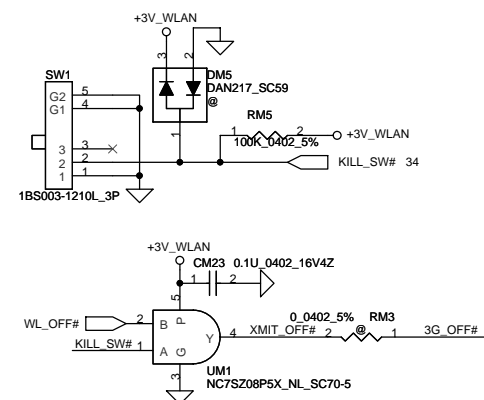 +3V_WLAN
3
2
DM5
DAN217_SC59
@
1
SW1
G2 5
G1 4
3 3
2 2
1 1
1BS003-1210L_3P
RM5
1 2 +3V_WLAN
100K_0402_5%
KILL_SW# 34
+3V_WLAN
CM23 0.1U_0402_16V4Z
1 2
5
WL_OFF# 2 B P
Y 4 XMIT_OFF# 2 0_0402_5% @ RM3 1 3G_OFF#
KILL_SW# 1 A G
3
UM1
NC7SZ08P5X_NL_SC70-5